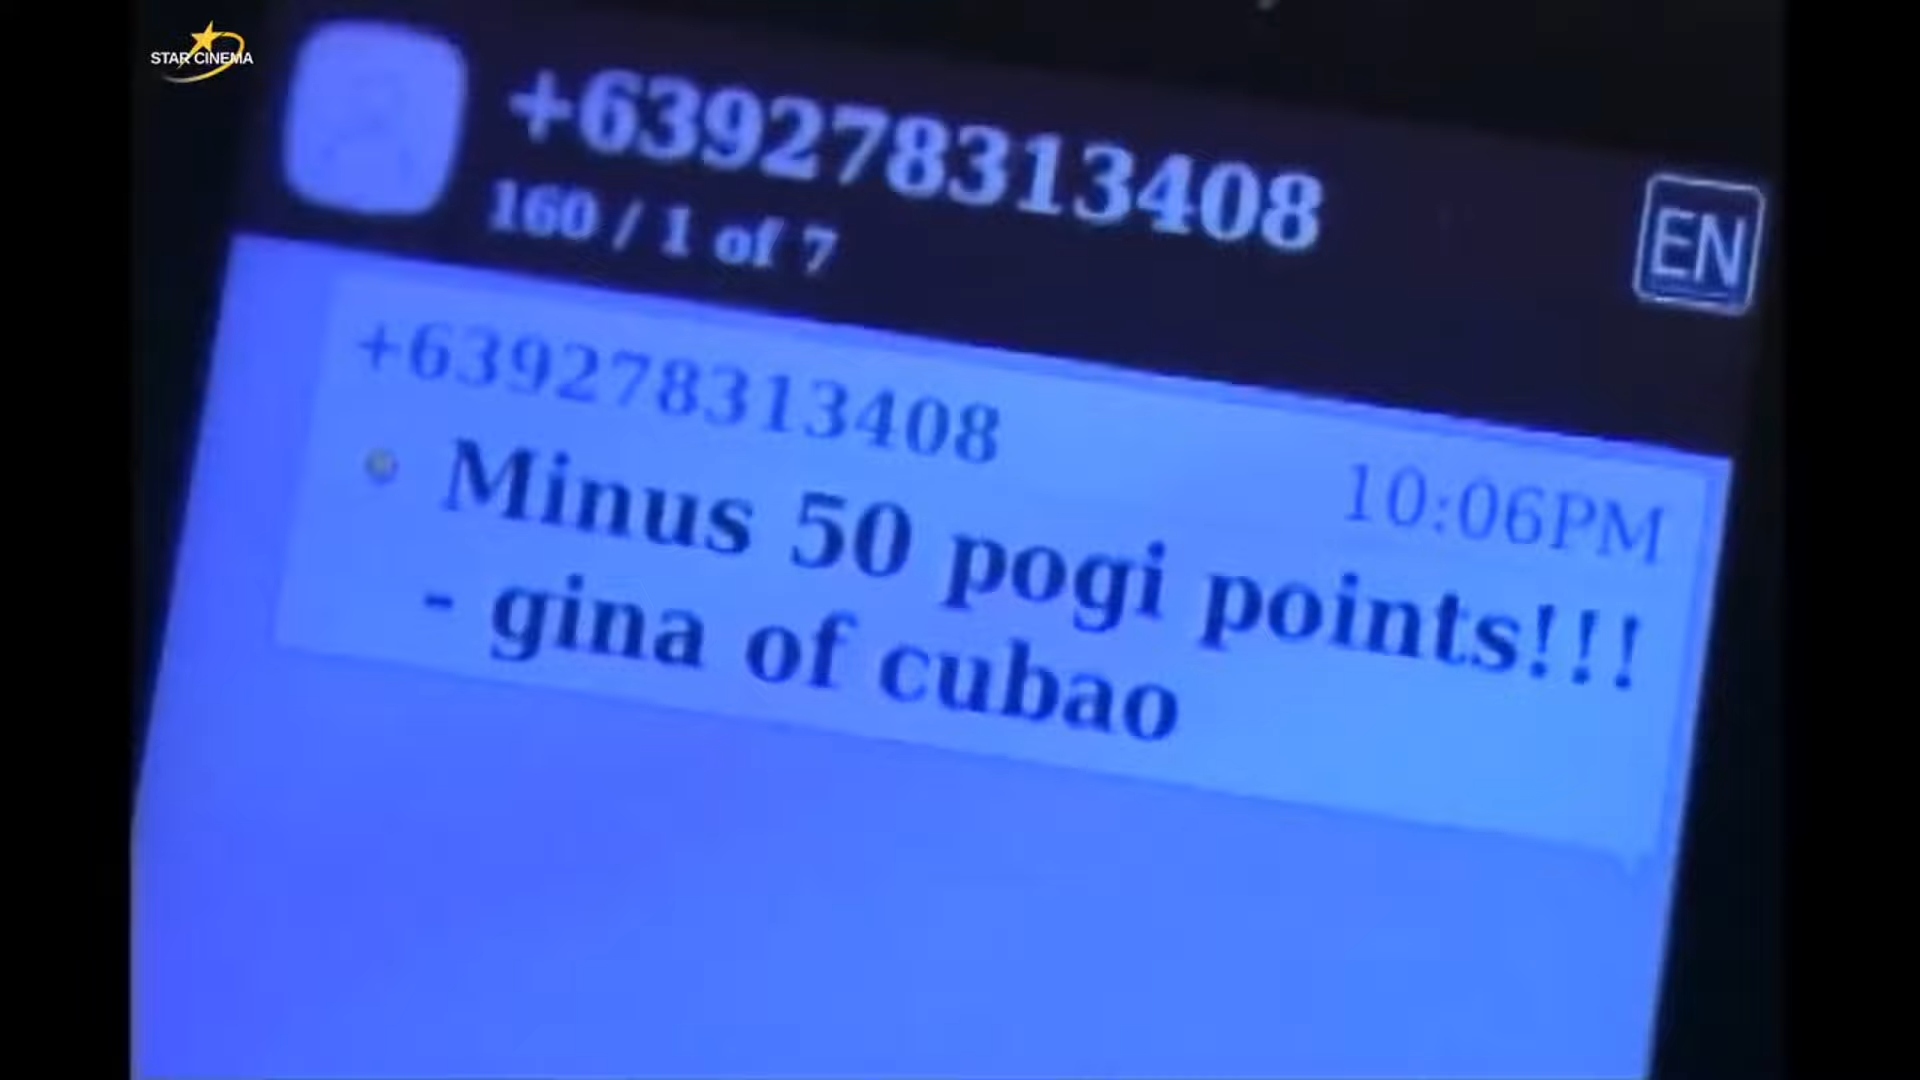 STAR CINEMA
+639278313408
160 / 1 of 7
EN
+639278313408
10:06PM
Minus 50 pogi points!!!
- gina of cubao